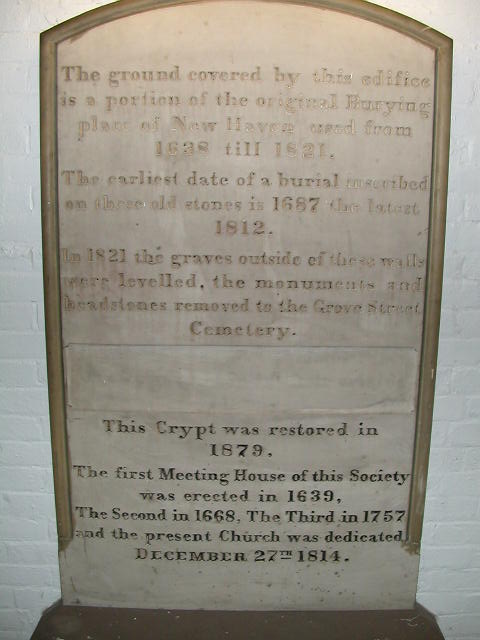 The ground covered by this edifice
is a portion of the original Burying
place of New Haven used from
1638 till 1821.
The earliest date of a burial inscribed
on these old stones is 1687 the latest
1812.
In 1821 the graves outside of these walls
were levelled, the monuments and
headstones removed to the Grove Street
Cemetery.
This Crypt was restored in
1879.
The first Meeting House of this Society
was erected in 1639,
The Second in 1668, The Third in 1757
and the present Church was dedicated
DECEMBER 27TH 1814.